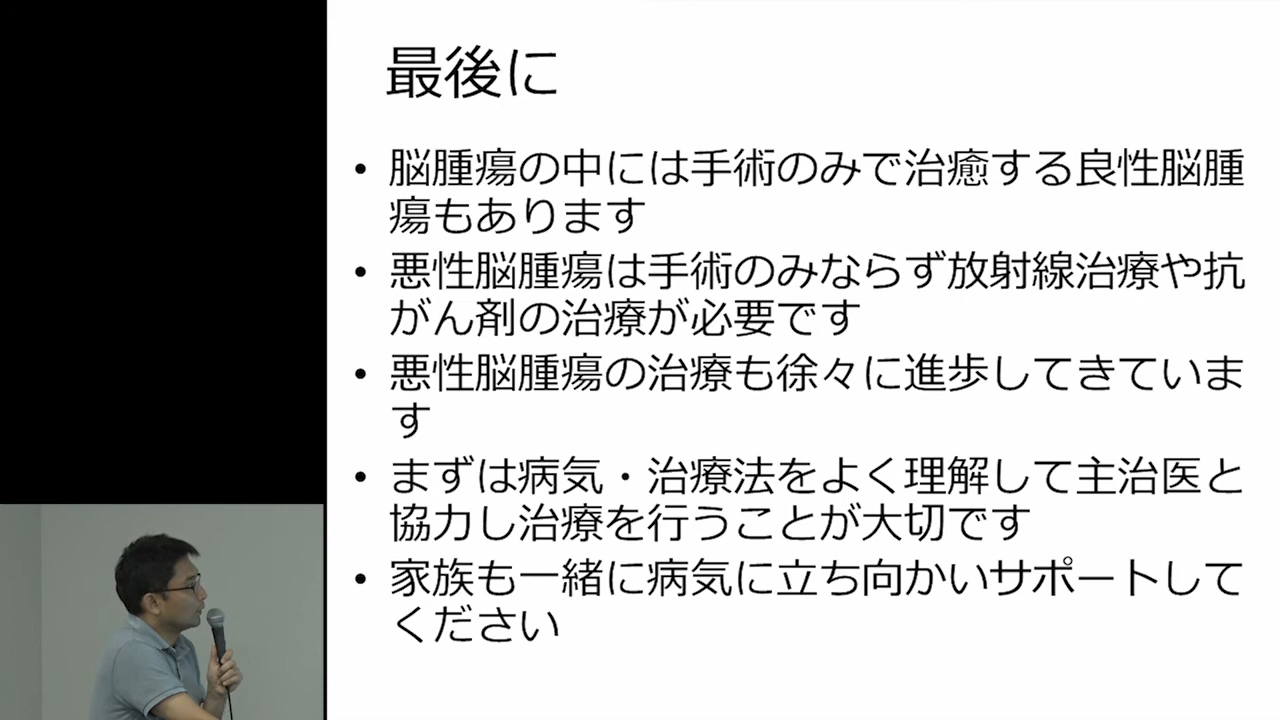 最後に
• 脳腫瘍の中には手術のみで治癒する良性脳腫
瘍もあります
• 悪性脳腫瘍は手術のみならず放射線治療や抗
がん剤の治療が必要です
• 悪性脳腫瘍の治療も徐々に進歩してきていま
す
• まずは病気・治療法をよく理解して主治医と
協力し治療を行うことが大切です
• 家族も一緒に病気に立ち向かいサポートして
ください